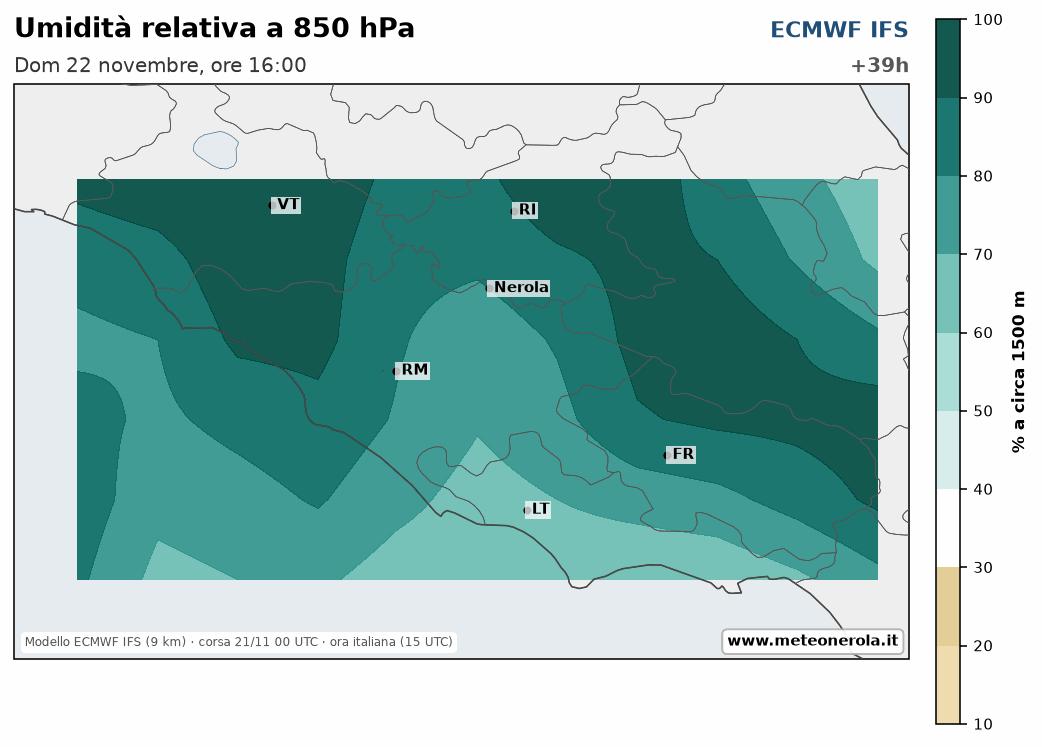 Umidità relativa a 850 hPa
ECMWF IFS
Dom 22 novembre, ore 16:00
+39h
VT
RI
Nerola
RM
FR
LT
Modello ECMWF IFS (9 km) · corsa 21/11 00 UTC · ora italiana (15 UTC)
www.meteonerola.it
100
90
80
70
60
50
40
30
20
10
% a circa 1500 m